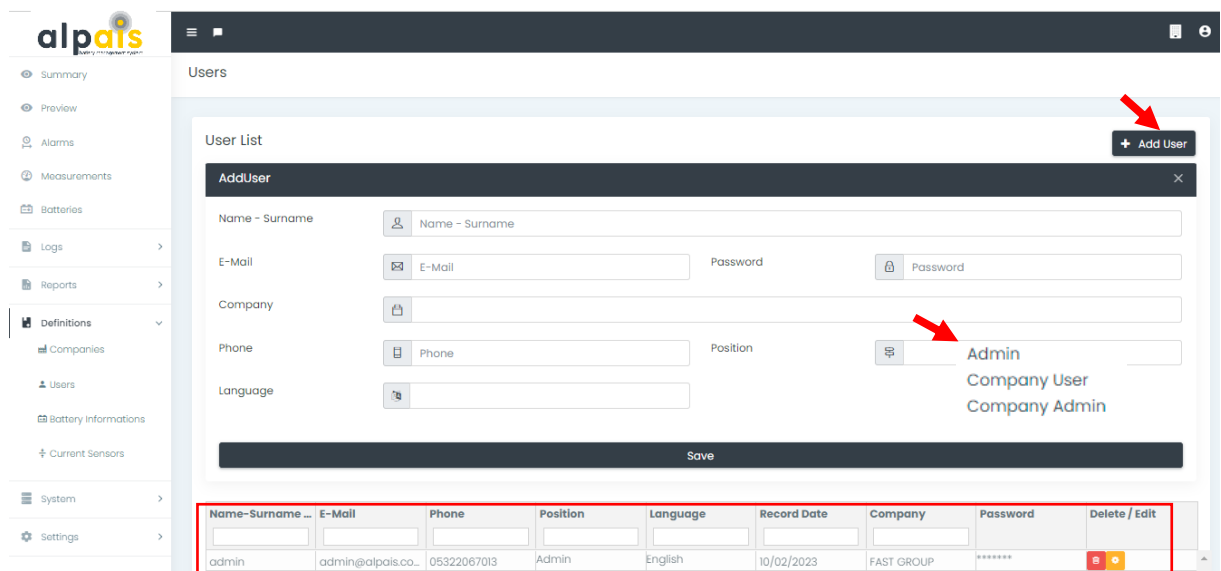 alpais
Battery management system
Users
Summary
Preview
Alarms
Measurements
Batteries
Logs
Reports
Definitions
Companies
Users
Battery Informations
Current Sensors
System
Settings
User List
+ Add User
AddUser
Name - Surname
Name - Surname
E-Mail
E-Mail
Password
Password
Company
Phone
Phone
Position
Admin
Company User
Company Admin
Language
Save
Name-Surname ... E-Mail Phone Position Language Record Date Company Password Delete / Edit
admin admin@alpais.co... 05322067013 Admin English 10/02/2023 FAST GROUP *******